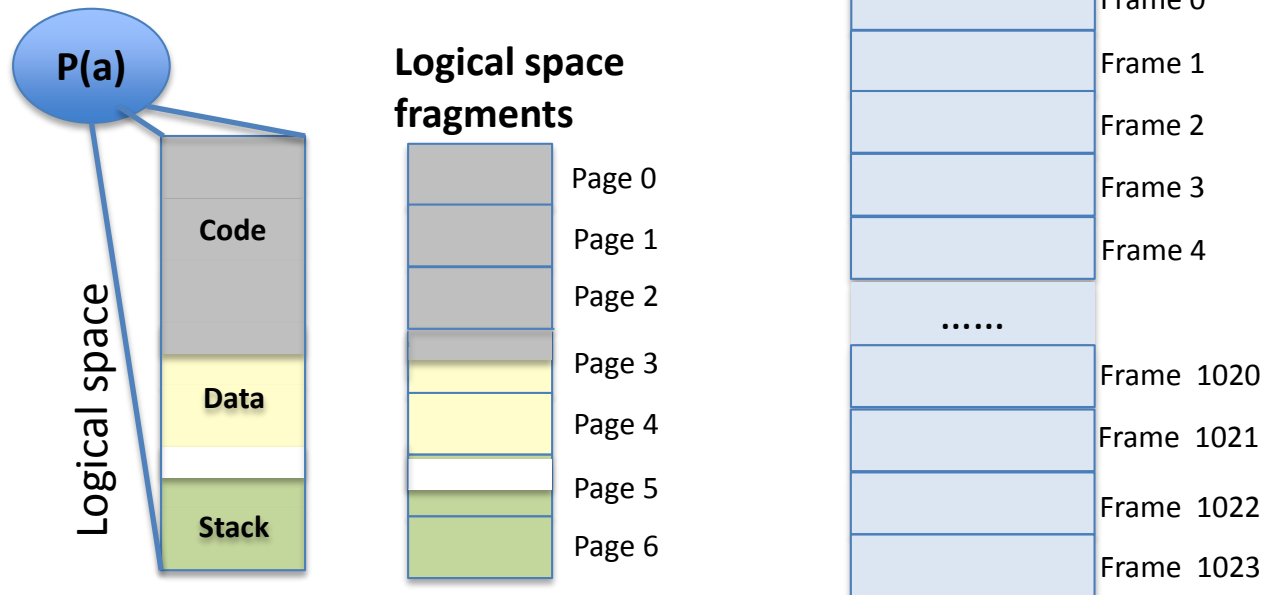 P(a)
Logical space
Code
Data
Stack
Logical space
fragments
Page 0
Page 1
Page 2
Page 3
Page 4
Page 5
Page 6
Frame 0
Frame 1
Frame 2
Frame 3
Frame 4
......
Frame 1020
Frame 1021
Frame 1022
Frame 1023